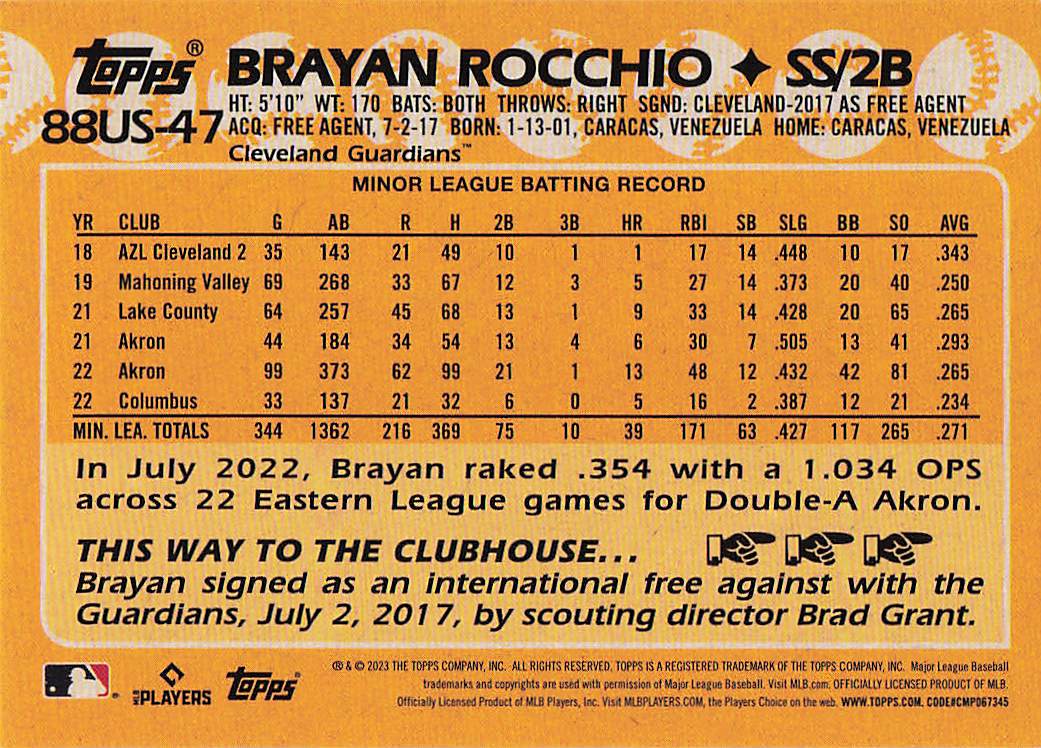 Topps® BRAYAN ROCCHIO ✦ SS/2B
HT: 5'10" WT: 170 BATS: BOTH THROWS: RIGHT SGND: CLEVELAND-2017 AS FREE AGENT
88US-47 ACQ: FREE AGENT, 7-2-17 BORN: 1-13-01, CARACAS, VENEZUELA HOME: CARACAS, VENEZUELA
Cleveland Guardians™
MINOR LEAGUE BATTING RECORD
YR CLUB G AB R H 2B 3B HR RBI SB SLG BB SO AVG
18 AZL Cleveland 2 35 143 21 49 10 1 1 17 14 .448 10 17 .343
19 Mahoning Valley 69 268 33 67 12 3 5 27 14 .373 20 40 .250
21 Lake County 64 257 45 68 13 1 9 33 14 .428 20 65 .265
21 Akron 44 184 34 54 13 4 6 30 7 .505 13 41 .293
22 Akron 99 373 62 99 21 1 13 48 12 .432 42 81 .265
22 Columbus 33 137 21 32 6 0 5 16 2 .387 12 21 .234
MIN. LEA. TOTALS 344 1362 216 369 75 10 39 171 63 .427 117 265 .271
In July 2022, Brayan raked .354 with a 1.034 OPS
across 22 Eastern League games for Double-A Akron.
THIS WAY TO THE CLUBHOUSE...
Brayan signed as an international free against with the
Guardians, July 2, 2017, by scouting director Brad Grant.
® & © 2023 THE TOPPS COMPANY, INC. ALL RIGHTS RESERVED. TOPPS IS A REGISTERED TRADEMARK OF THE TOPPS COMPANY, INC. Major League Baseball
trademarks and copyrights are used with permission of Major League Baseball. Visit MLB.com. OFFICIALLY LICENSED PRODUCT OF MLB.
MLB PLAYERS Topps
Officially Licensed Product of MLB Players, Inc. Visit MLBPLAYERS.COM, the Players Choice on the web. WWW.TOPPS.COM. CODE#CMP067345